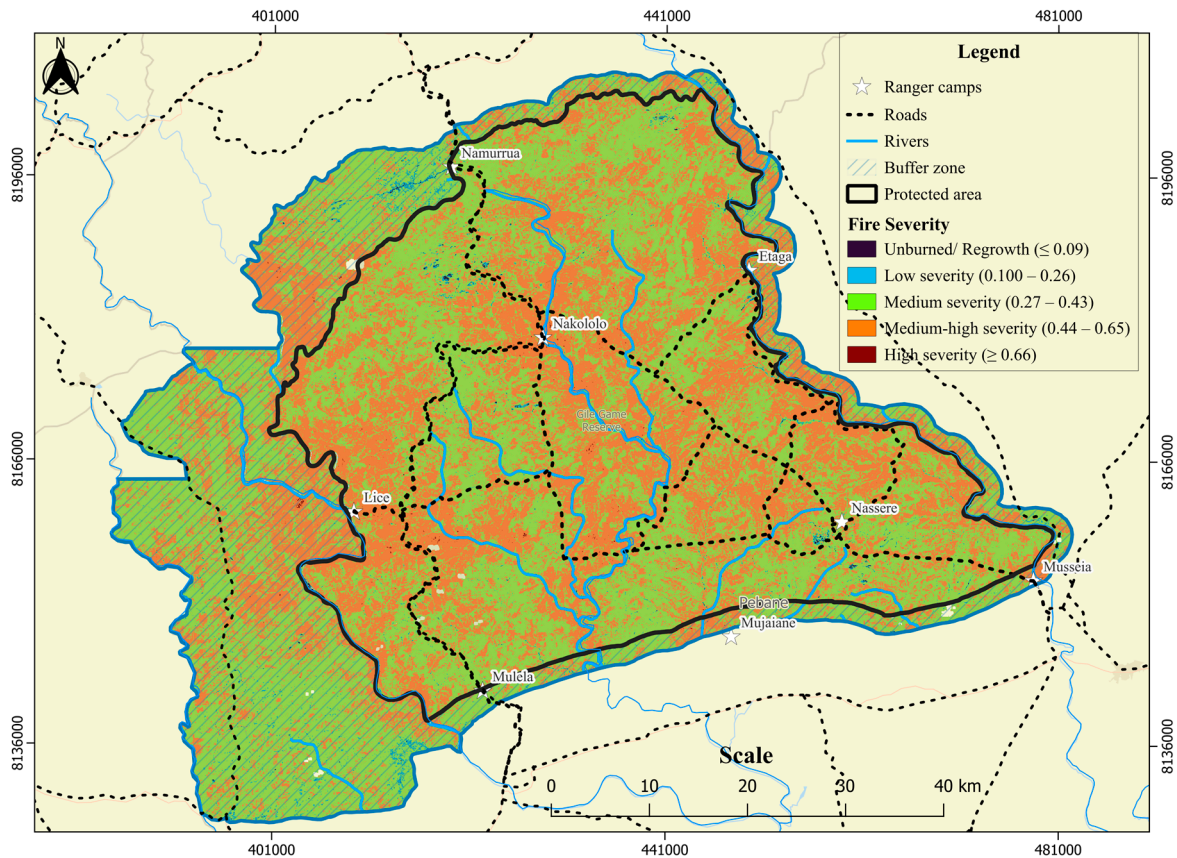 401000
441000
481000
N
Legend
Ranger camps
Roads
Rivers
Buffer zone
Protected area
Fire Severity
Unburned/ Regrowth (≤ 0.09)
Low severity (0.100 – 0.26)
Medium severity (0.27 – 0.43)
Medium-high severity (0.44 – 0.65)
High severity (≥ 0.66)
8196000
8196000
Namurrua
Etaga
Nakololo
Gile Game
Reserve
8166000
8166000
Lice
Nassere
Musseia
Pebane
Mujaiane
Mulela
8136000
8136000
Scale
0
10
20
30
40 km
401000
441000
481000